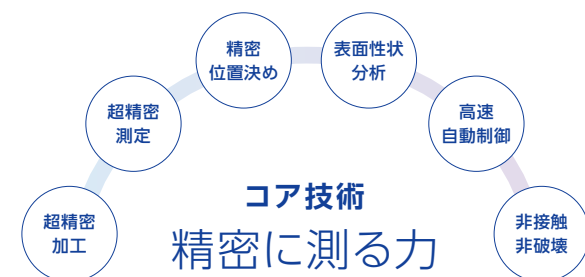 精密
位置決め
表面性状
分析
超精密
測定
高速
自動制御
超精密
加工
コア技術
精密に測る力
非接触
非破壊